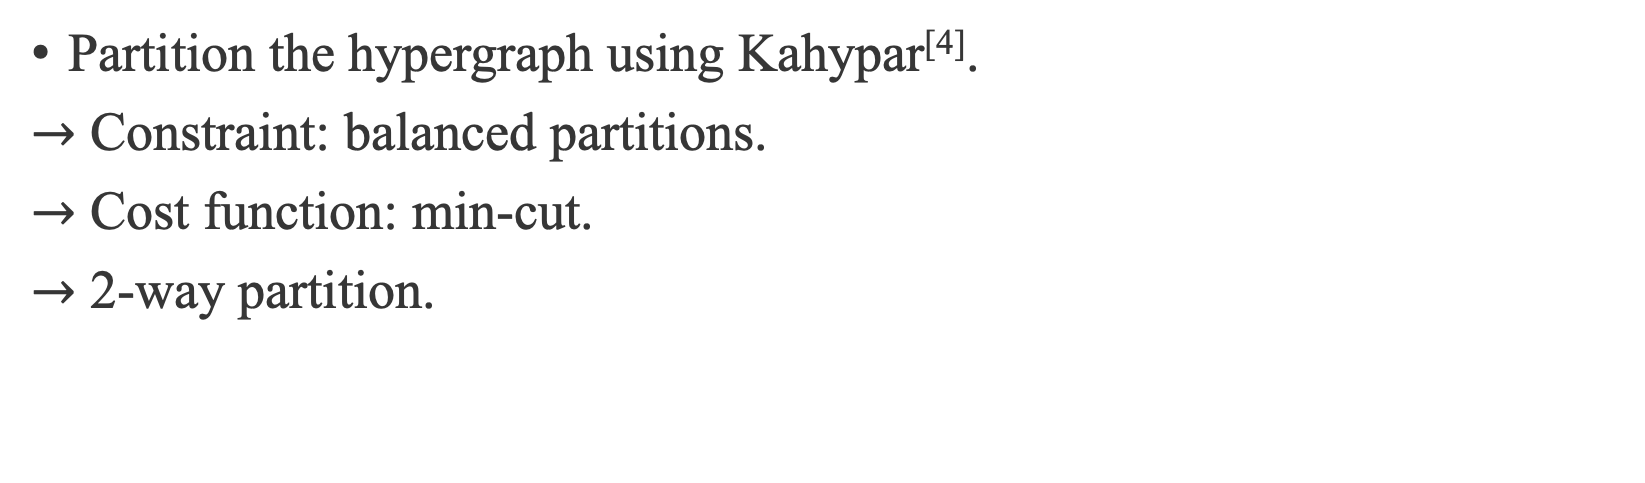 • Partition the hypergraph using Kahypar[4].
→ Constraint: balanced partitions.
→ Cost function: min-cut.
→ 2-way partition.